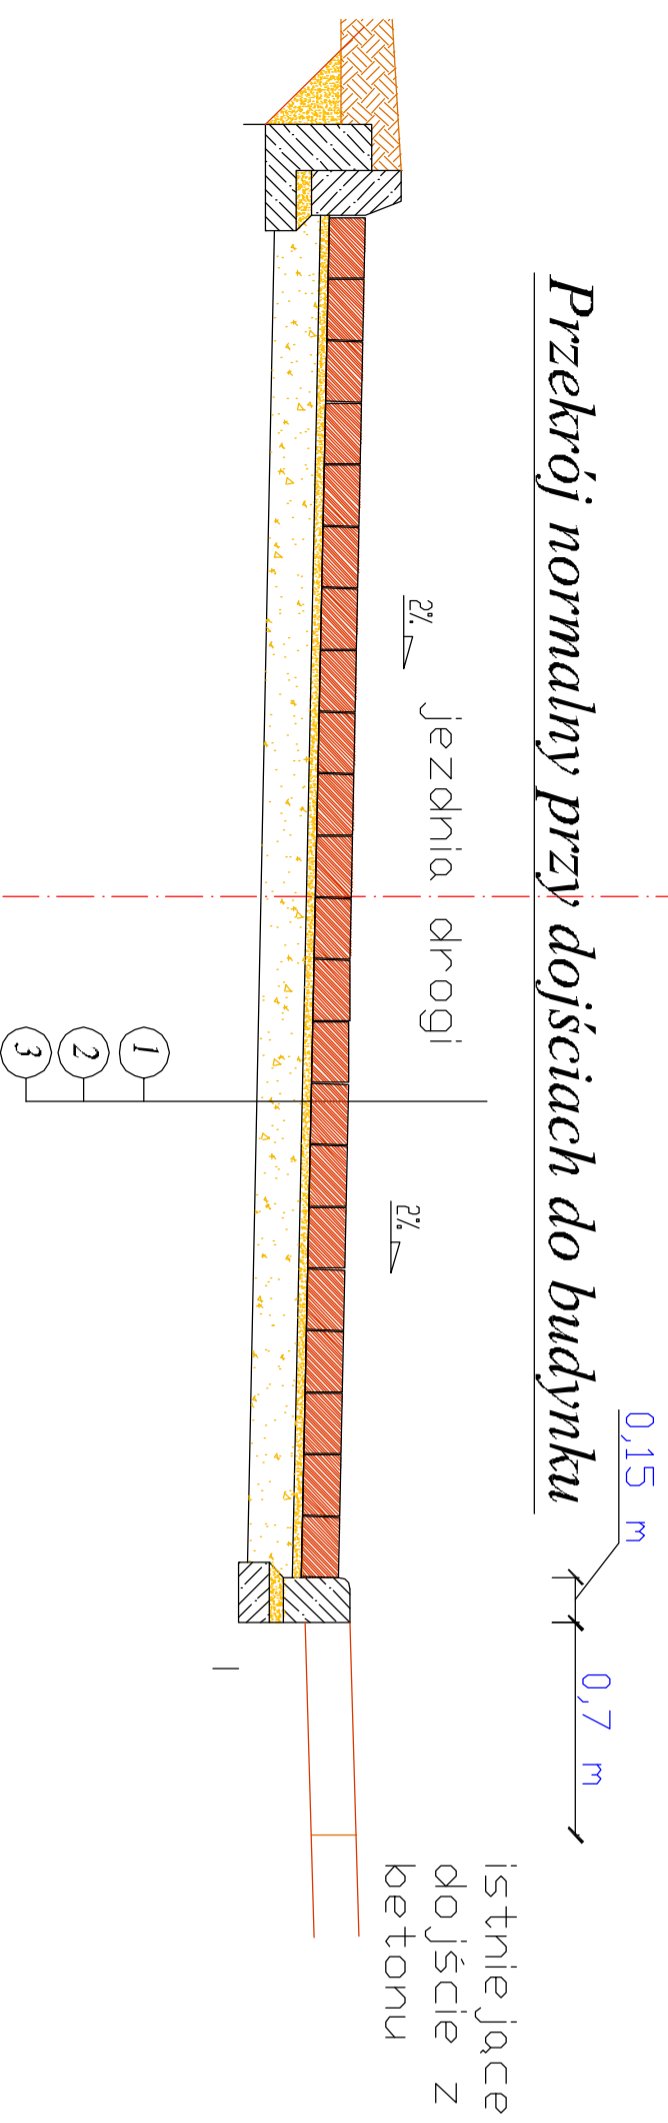 Przekrój normalny przy dojściach do budynku
0,15 m
0,7 m
2%
jezdnia drogi
2%
istniejące
dojście z
betonu
1
2
3